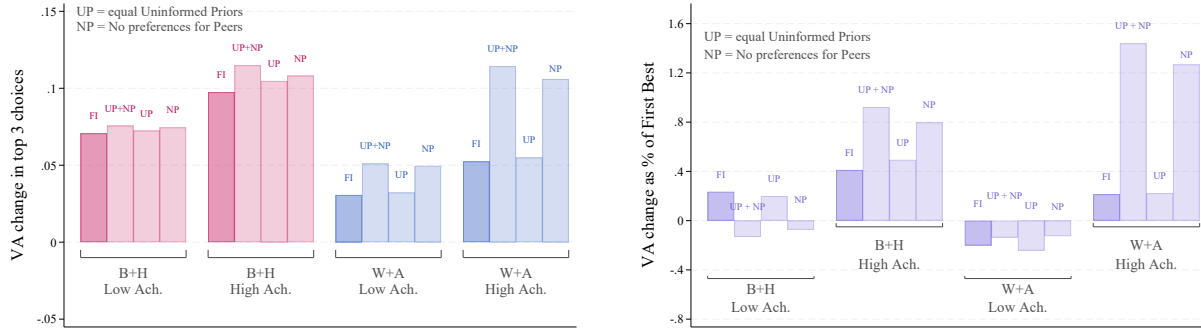 UP = equal Uninformed Priors
NP = No preferences for Peers
VA change in top 3 choices
.1
.05
0
-.05
FI
UP+NP
UP
NP
FI
UP+NP
UP
NP
FI
UP+NP
UP
NP
FI
UP+NP
UP
NP
B+H
Low Ach.
B+H
High Ach.
W+A
Low Ach.
W+A
High Ach.
UP = equal Uninformed Priors
NP = No preferences for Peers
VA change as % of First Best
1.6
1.2
.8
.4
0
-.4
-.8
FI
UP + NP
UP
NP
FI
UP + NP
UP
NP
FI
UP + NP
UP
NP
FI
UP + NP
UP
NP
B+H
Low Ach.
B+H
High Ach.
W+A
Low Ach.
W+A
High Ach.